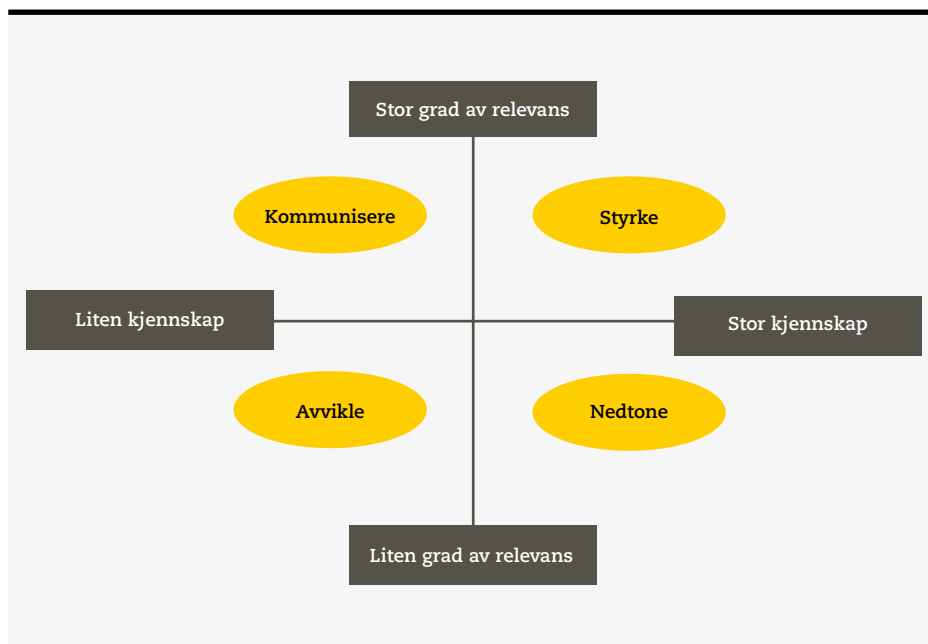 Stor grad av relevans
Kommunisere
Styrke
Liten kjennskap
Stor kjennskap
Avvikle
Nedtone
Liten grad av relevans